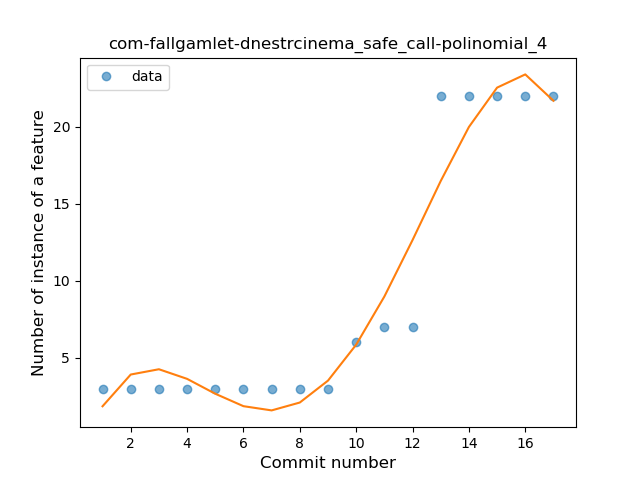 com-fallgamlet-dnestrcinema_safe_call-polinomial_4
data
Number of instance of a feature
20
15
10
5
2 4 6 8 10 12 14 16
Commit number